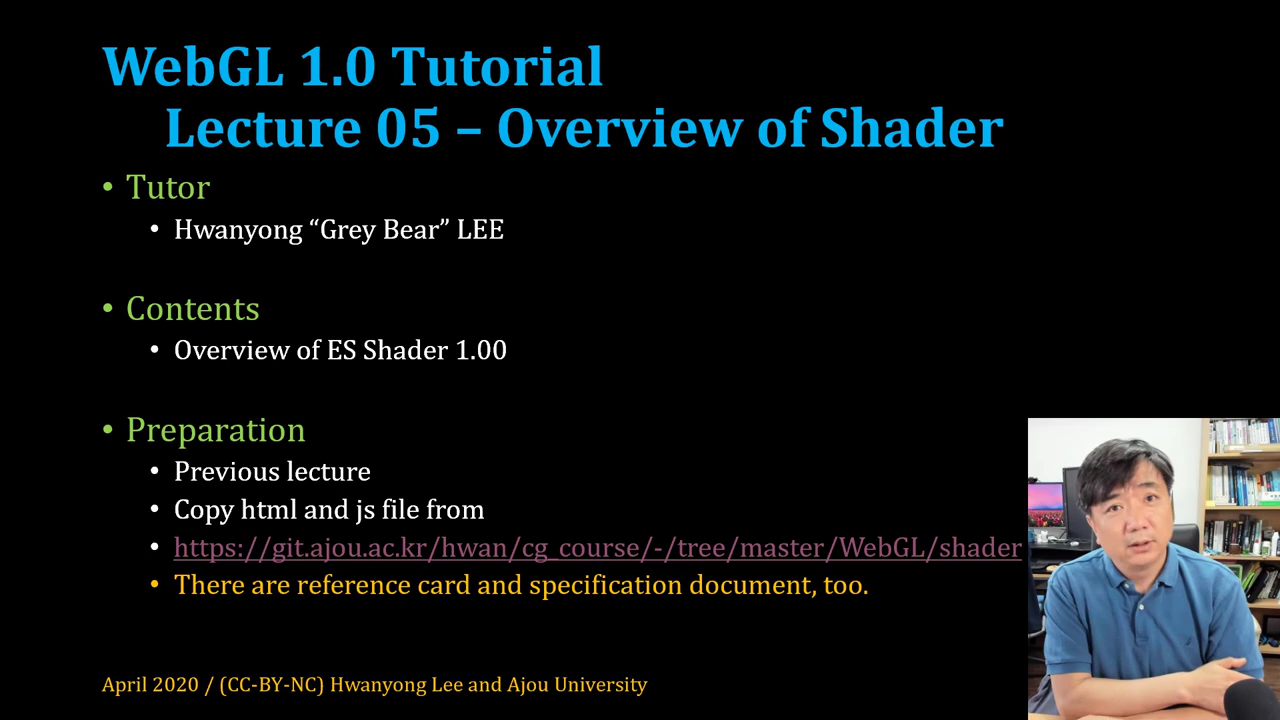 WebGL 1.0 Tutorial
Lecture 05 – Overview of Shader
• Tutor
• Hwanyong “Grey Bear” LEE
• Contents
• Overview of ES Shader 1.00
• Preparation
• Previous lecture
• Copy html and js file from
• https://git.ajou.ac.kr/hwan/cg_course/-/tree/master/WebGL/shader
• There are reference card and specification document, too.
April 2020 / (CC-BY-NC) Hwanyong Lee and Ajou University